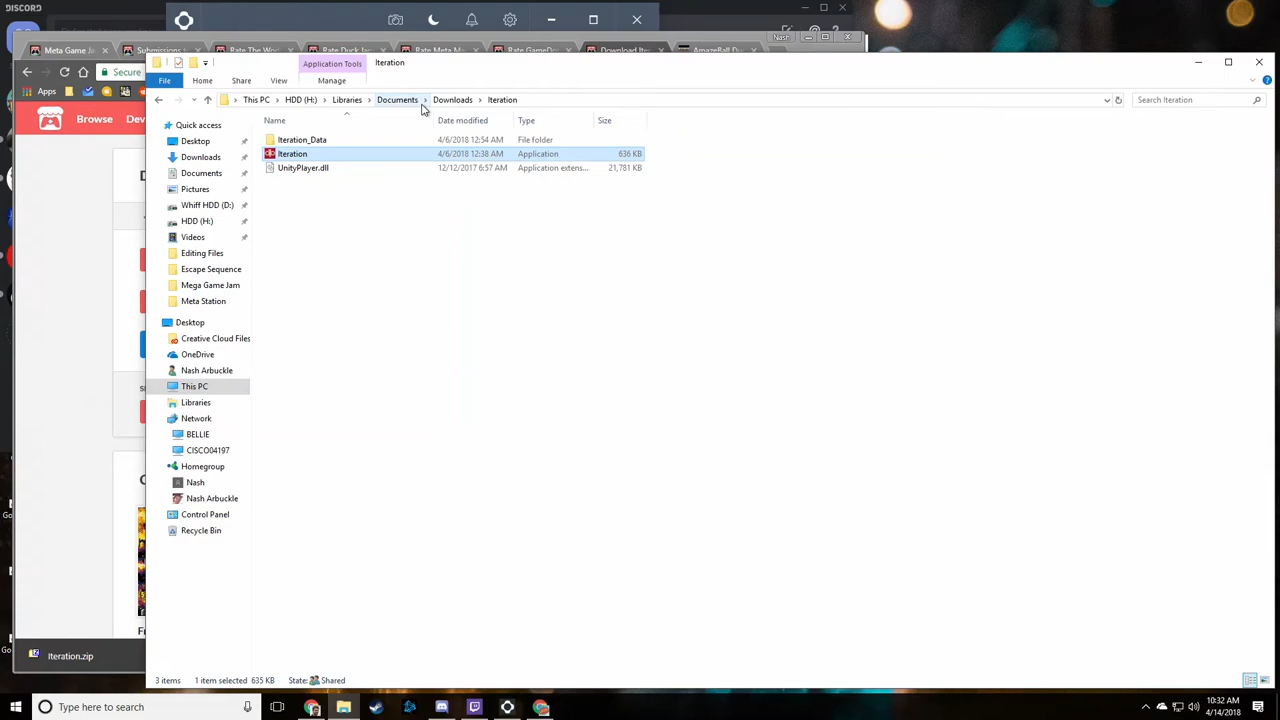 DISCORD
Nash
Meta Game Ja
Submissions
Rate The Wo
Rate Duck Ja
Rate Meta M
Rate GameDe
Download Ite
AmazeBall D
Secure
Apps
Browse
Dev
Application Tools
Iteration
File
Home
Share
View
Manage
This PC
HDD (H:)
Libraries
Documents
Downloads
Iteration
Search Iteration
Name
Date modified
Type
Size
Iteration_Data
4/6/2018 12:54 AM
File folder
Iteration
4/6/2018 12:38 AM
Application
636 KB
UnityPlayer.dll
12/12/2017 6:57 AM
Application extens...
21,781 KB
Quick access
Desktop
Downloads
Documents
Pictures
Whiff HDD (D:)
HDD (H:)
Videos
Editing Files
Escape Sequence
Mega Game Jam
Meta Station
Desktop
Creative Cloud Files
OneDrive
Nash Arbuckle
This PC
Libraries
Network
BELLIE
CISCO04197
Homegroup
Nash
Nash Arbuckle
Control Panel
Recycle Bin
Iteration.zip
3 items
1 item selected
635 KB
State:
Shared
Type here to search
10:32 AM
4/14/2018